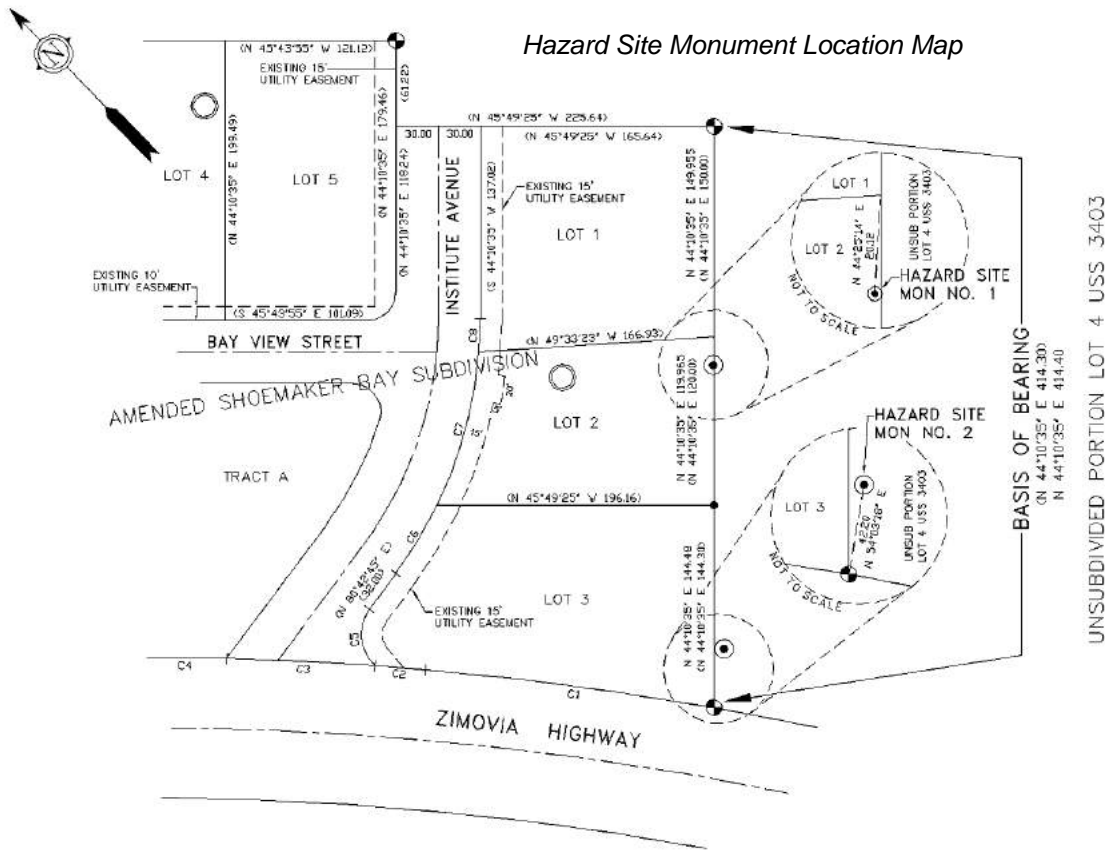 Hazard Site Monument Location Map
N
(N 45°43'55" W 121.12)
EXISTING 15'
UTILITY EASEMENT
(61.22)
(N 44°10'35" E 199.49)
(N 44°10'35" E 179.46)
(N 44°10'35" E 118.24)
LOT 4
LOT 5
EXISTING 10'
UTILITY EASEMENT
(S 45°43'55" E 101.09)
BAY VIEW STREET
(N 45°49'25" W 225.64)
30.00
30.00
(N 45°49'25" W 165.64)
INSTITUTE AVENUE
(S 44°10'35" W 137.02)
EXISTING 15'
UTILITY EASEMENT
LOT 1
N 44°10'35" E 149.955
(N 44°10'35" E 150.00)
C8
(N 49°33'23" W 166.93)
AMENDED SHOEMAKER BAY SUBDIVISION
20'
C7
15'
LOT 2
N 44°10'35" E 119.965
(N 44°10'35" E 120.00)
TRACT A
(N 45°49'25" W 196.16)
C6
(N 80°42'45" E)
(32.00)
EXISTING 15'
UTILITY EASEMENT
LOT 3
N 44°10'35" E 144.48
(N 44°10'35" E 144.30)
C5
C4
C3
C2
C1
ZIMOVIA HIGHWAY
LOT 1
LOT 2
N 44°25'14" E
20.12
UNSUB PORTION
LOT 4 USS 3403
NOT TO SCALE
HAZARD SITE
MON NO. 1
HAZARD SITE
MON NO. 2
LOT 3
42.20
N 54°03'26" E
UNSUB PORTION
LOT 4 USS 3403
NOT TO SCALE
BASIS OF BEARING
(N 44°10'35" E 414.30)
N 44°10'35" E 414.40
UNSUBDIVIDED PORTION LOT 4 USS 3403